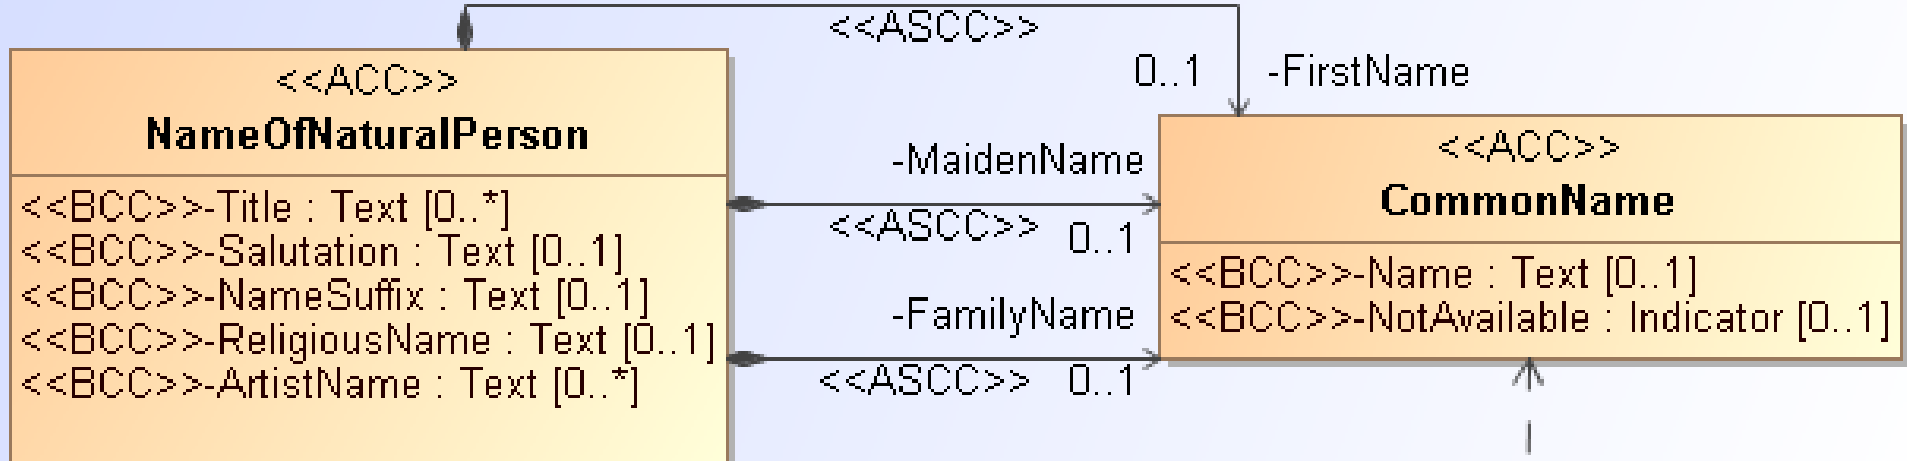 <<ASCC>>
0..1 -FirstName
<<ACC>>
NameOfNaturalPerson
<<BCC>>-Title : Text [0..*]
<<BCC>>-Salutation : Text [0..1]
<<BCC>>-NameSuffix : Text [0..1]
<<BCC>>-ReligiousName : Text [0..1]
<<BCC>>-ArtistName : Text [0..*]
-MaidenName
<<ASCC>> 0..1
-FamilyName
<<ASCC>> 0..1
<<ACC>>
CommonName
<<BCC>>-Name : Text [0..1]
<<BCC>>-NotAvailable : Indicator [0..1]